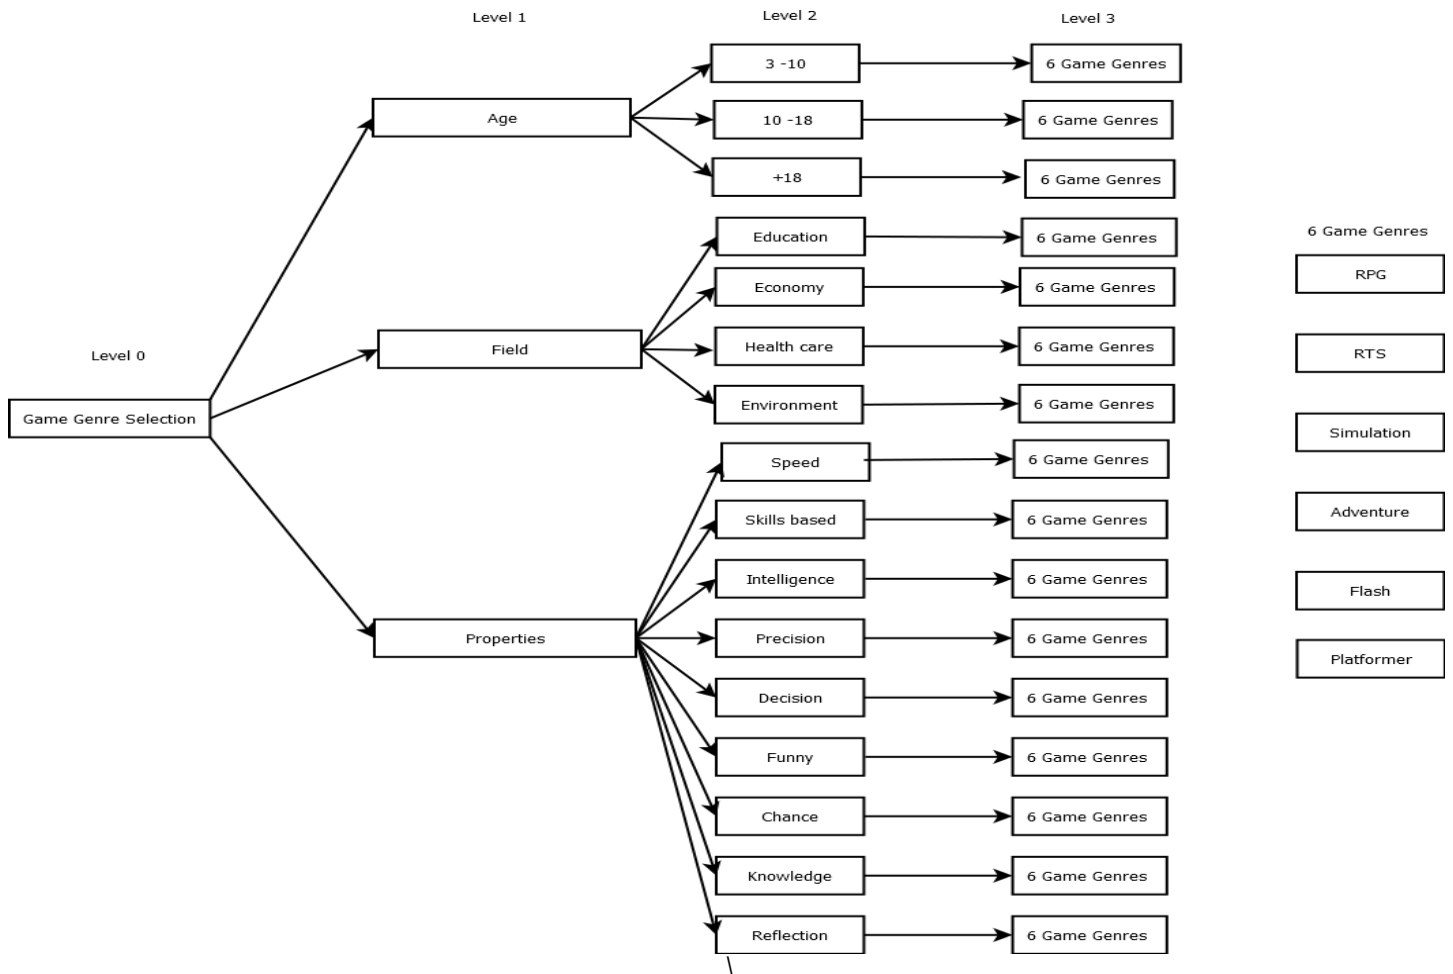 Level 1
Level 2
Level 3
3 -10
6 Game Genres
Age
10 -18
6 Game Genres
+18
6 Game Genres
Education
6 Game Genres
6 Game Genres
RPG
Economy
6 Game Genres
Level 0
Field
Health care
6 Game Genres
RTS
Game Genre Selection
Environment
6 Game Genres
Simulation
Speed
6 Game Genres
Skills based
6 Game Genres
Adventure
Intelligence
6 Game Genres
Flash
Properties
Precision
6 Game Genres
Platformer
Decision
6 Game Genres
Funny
6 Game Genres
Chance
6 Game Genres
Knowledge
6 Game Genres
Reflection
6 Game Genres